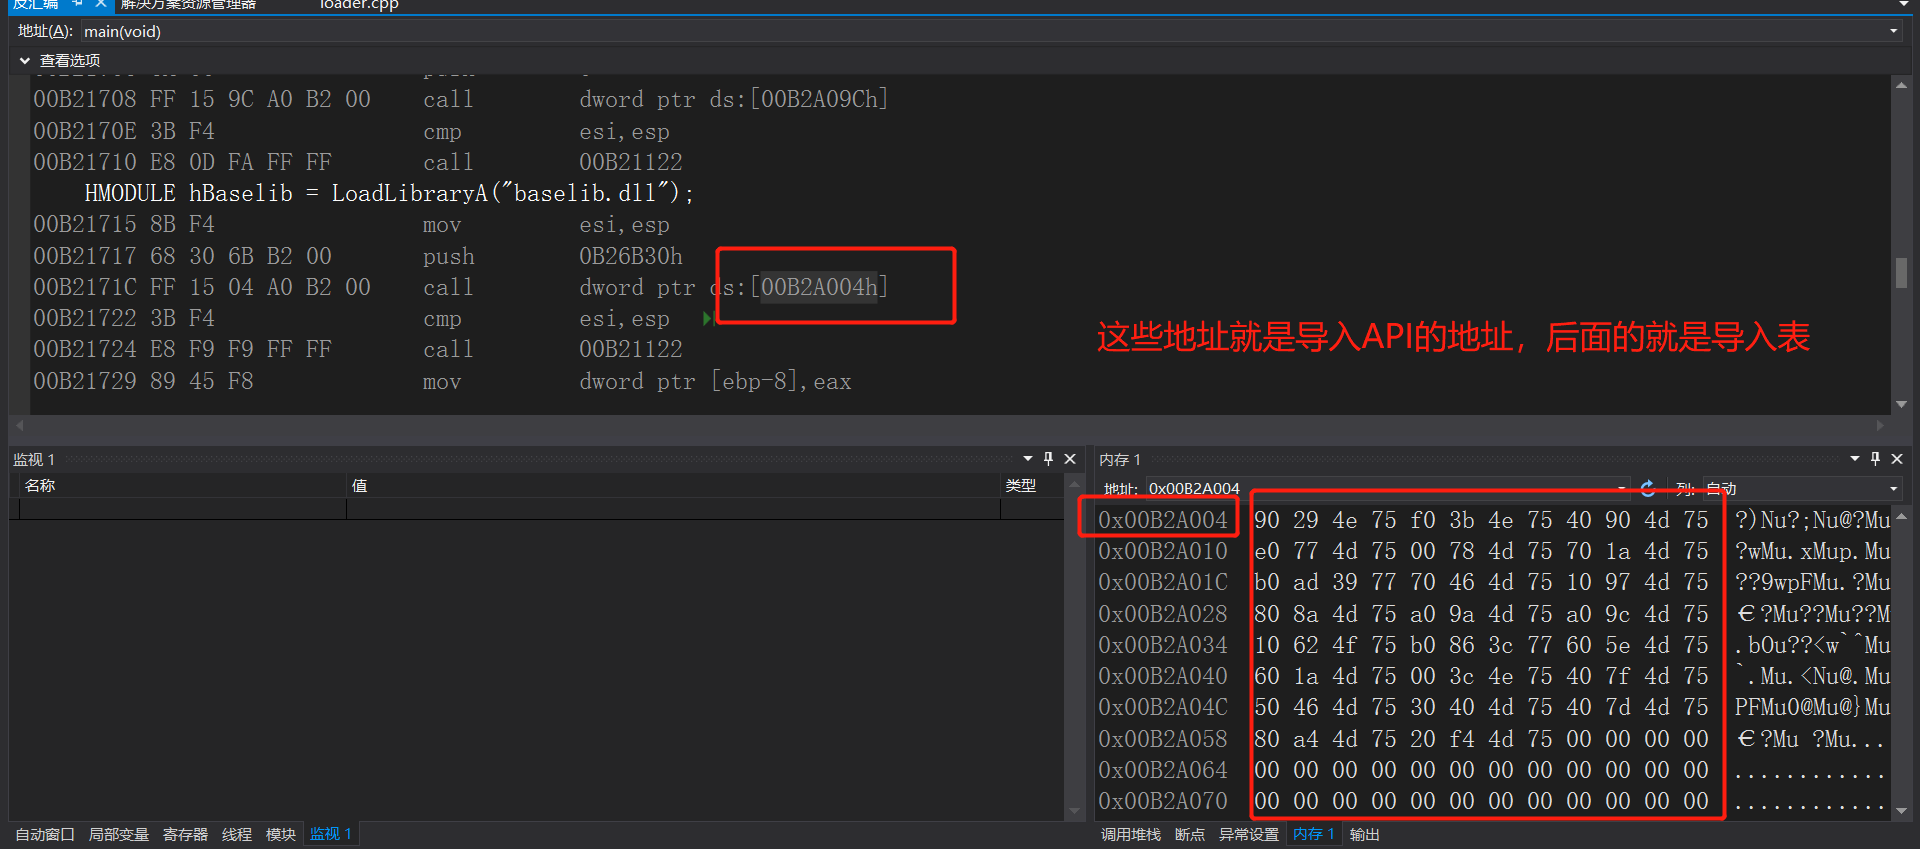 反汇编 解决方案资源管理器 loader.cpp
地址(A): main(void)
查看选项
00B21708 FF 15 9C A0 B2 00 call dword ptr ds:[00B2A09Ch]
00B2170E 3B F4 cmp esi,esp
00B21710 E8 0D FA FF FF call 00B21122
HMODULE hBaselib = LoadLibraryA("baselib.dll");
00B21715 8B F4 mov esi,esp
00B21717 68 30 6B B2 00 push 0B26B30h
00B2171C FF 15 04 A0 B2 00 call dword ptr ds:[00B2A004h]
00B21722 3B F4 cmp esi,esp
00B21724 E8 F9 F9 FF FF call 00B21122
00B21729 89 45 F8 mov dword ptr [ebp-8],eax
这些地址就是导入API的地址，后面的就是导入表
监视 1
名称 值 类型
自动窗口 局部变量 寄存器 线程 模块 监视 1
内存 1
地址: 0x00B2A004 列: 自动
0x00B2A004 90 29 4e 75 f0 3b 4e 75 40 90 4d 75 ?)Nu?;Nu@?Mu
0x00B2A010 e0 77 4d 75 00 78 4d 75 70 1a 4d 75 ?wMu.xMup.Mu
0x00B2A01C b0 ad 39 77 70 46 4d 75 10 97 4d 75 ??9wpFMu.?Mu
0x00B2A028 80 8a 4d 75 a0 9a 4d 75 a0 9c 4d 75 €?Mu??Mu??M
0x00B2A034 10 62 4f 75 b0 86 3c 77 60 5e 4d 75 .bOu??<w`^Mu
0x00B2A040 60 1a 4d 75 00 3c 4e 75 40 7f 4d 75 `.Mu.<Nu@.Mu
0x00B2A04C 50 46 4d 75 30 40 4d 75 40 7d 4d 75 PFMu0@Mu@}Mu
0x00B2A058 80 a4 4d 75 20 f4 4d 75 00 00 00 00 €?Mu ?Mu....
0x00B2A064 00 00 00 00 00 00 00 00 00 00 00 00 ............
0x00B2A070 00 00 00 00 00 00 00 00 00 00 00 00 ............
调用堆栈 断点 异常设置 内存 1 输出